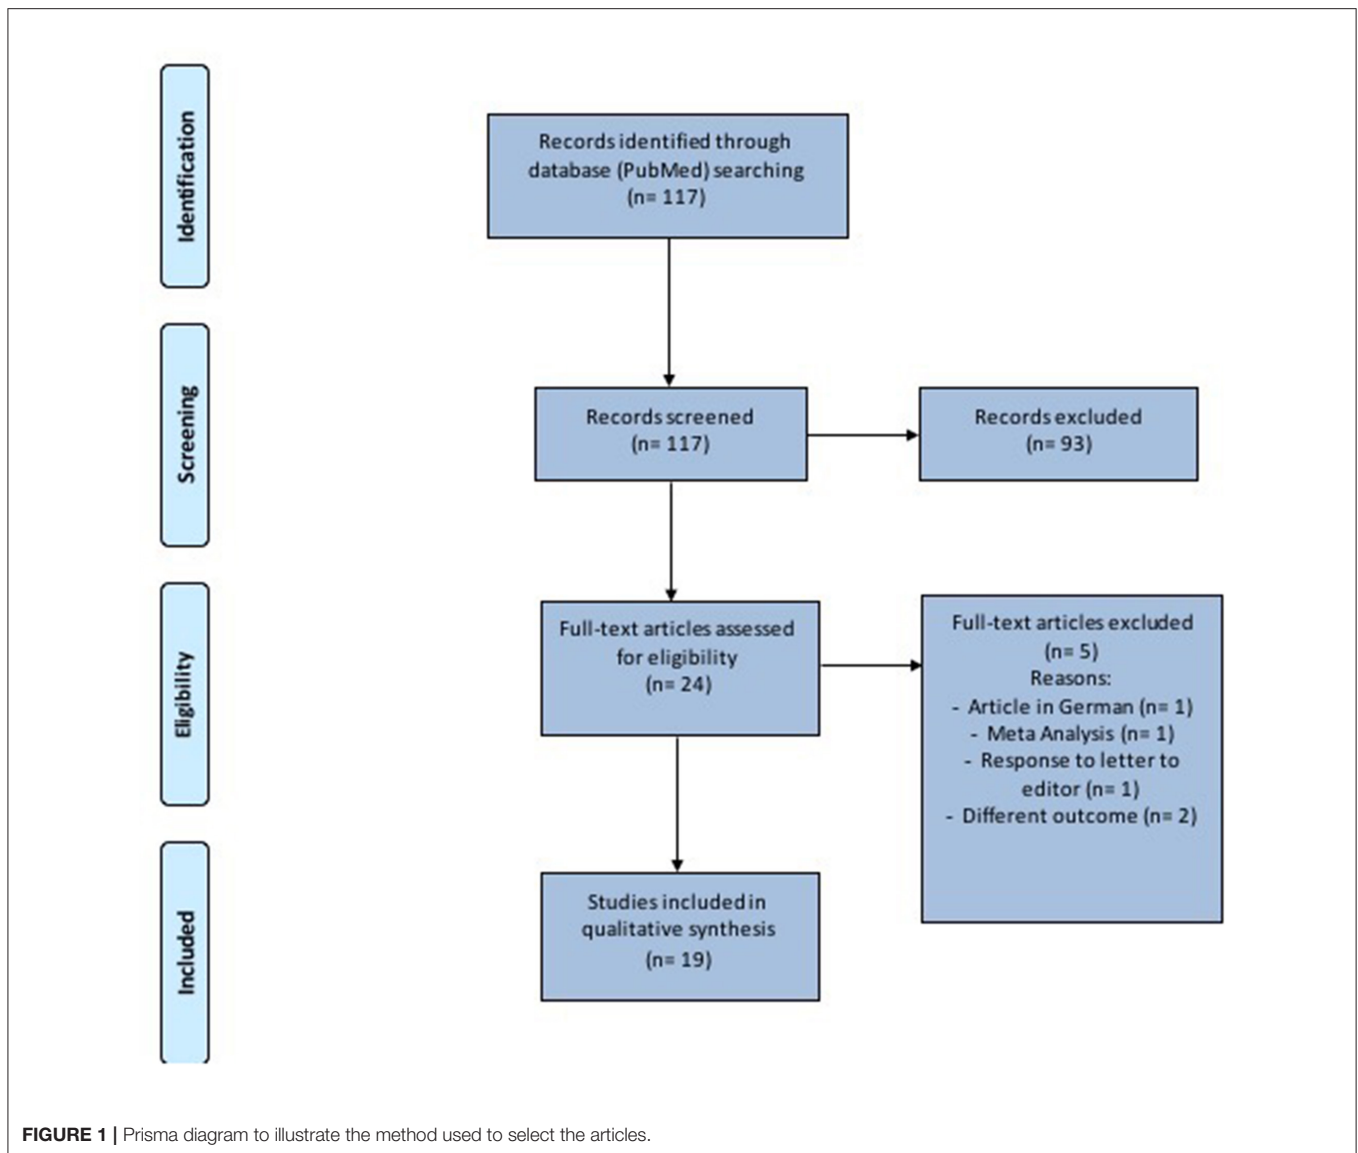 Identification
Records identified through
database (PubMed) searching
(n= 117)
Screening
Records screened
(n= 117)
Records excluded
(n= 93)
Eligibility
Full-text articles assessed
for eligibility
(n= 24)
Full-text articles excluded
(n= 5)
Reasons:
- Article in German (n= 1)
- Meta Analysis (n= 1)
- Response to letter to
editor (n= 1)
- Different outcome (n= 2)
Included
Studies included in
qualitative synthesis
(n= 19)
FIGURE 1 | Prisma diagram to illustrate the method used to select the articles.